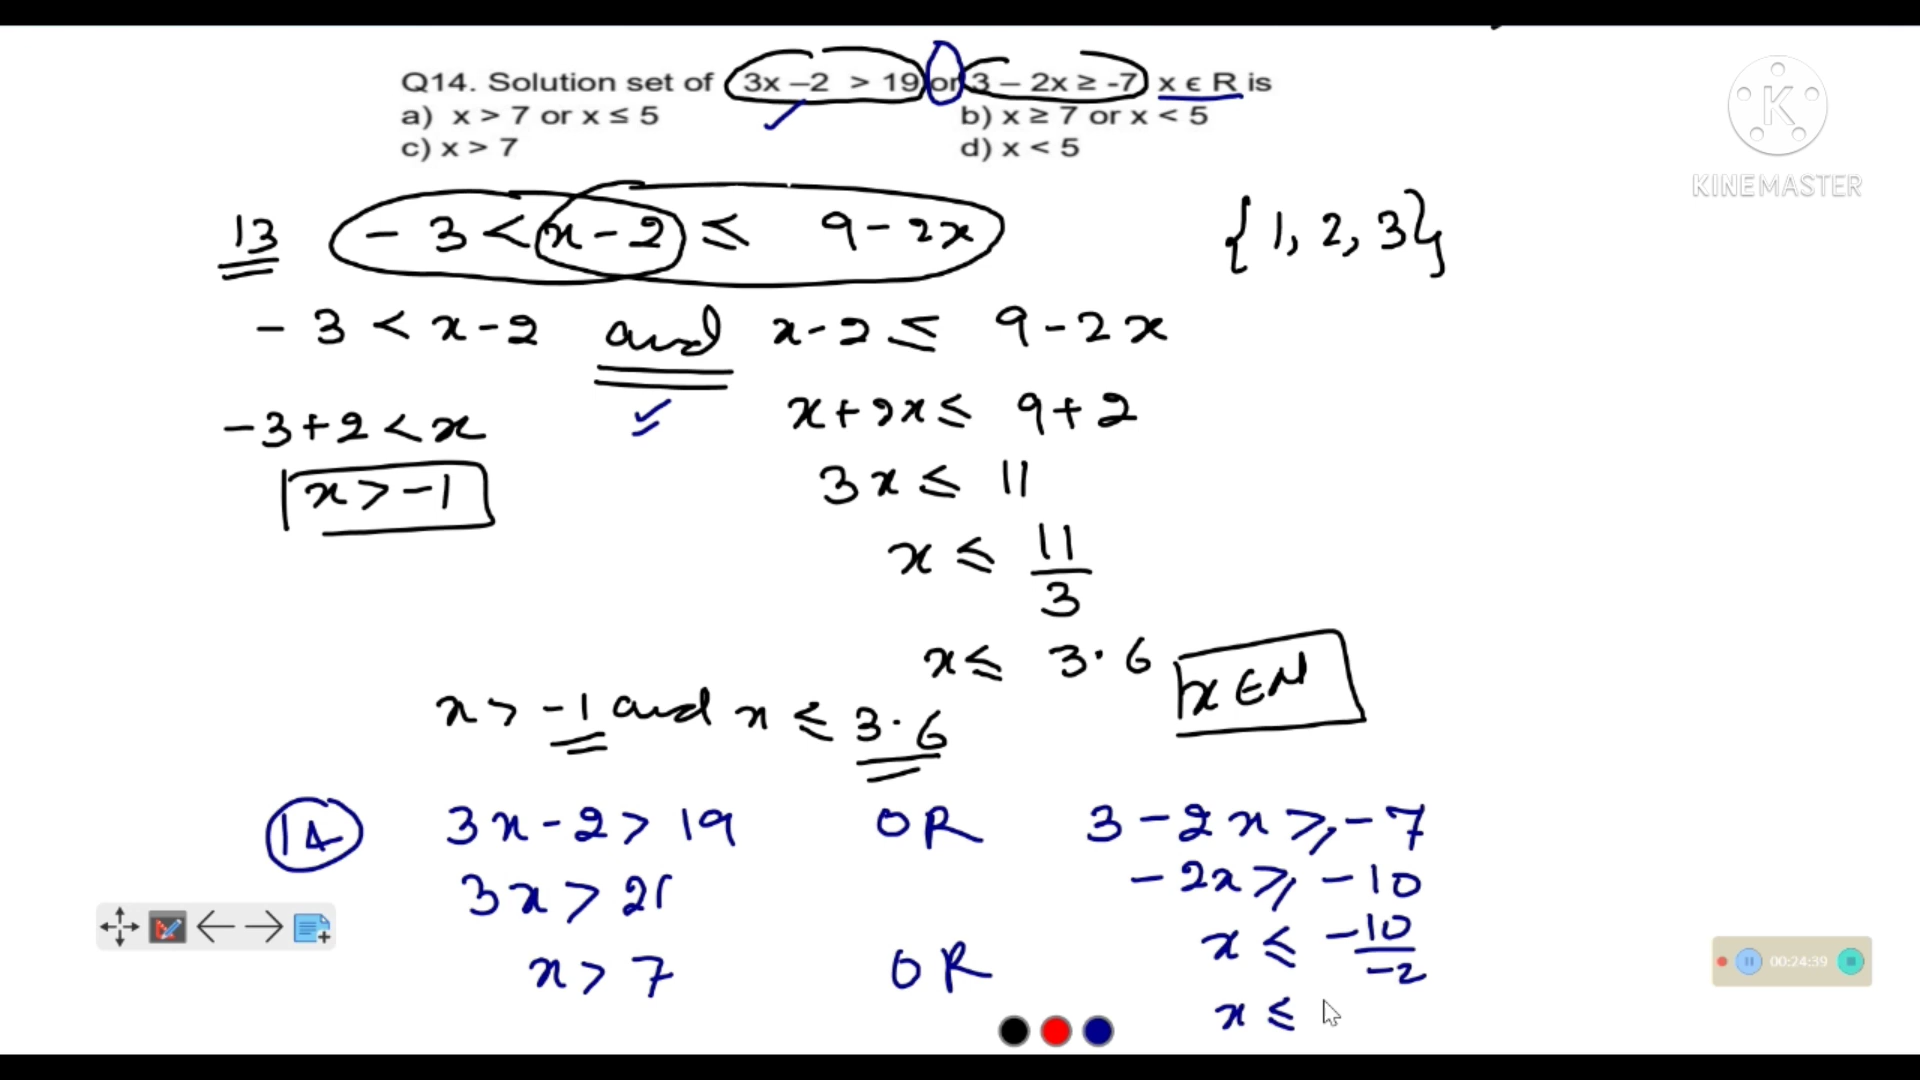 Q14. Solution set of 3x –2 > 19 or 3 – 2x ≥ -7 x ϵ R is
a) x > 7 or x ≤ 5 b) x ≥ 7 or x < 5
c) x > 7 d) x < 5
KINEMASTER
13 - 3 < x - 2 ≤ 9 - 2x {1, 2, 3}
- 3 < x - 2 and x - 2 ≤ 9 - 2x
-3 + 2 < x x + 2x ≤ 9 + 2
x > -1 3x ≤ 11
x ≤ 11/3
x ≤ 3.6 x ∈ N
x > -1 and x ≤ 3.6
14 3x - 2 > 19 OR 3 - 2x ≥ -7
3x > 21 - 2x ≥ -10
x ≤ -10/-2
x > 7 OR
x ≤
00:24:39